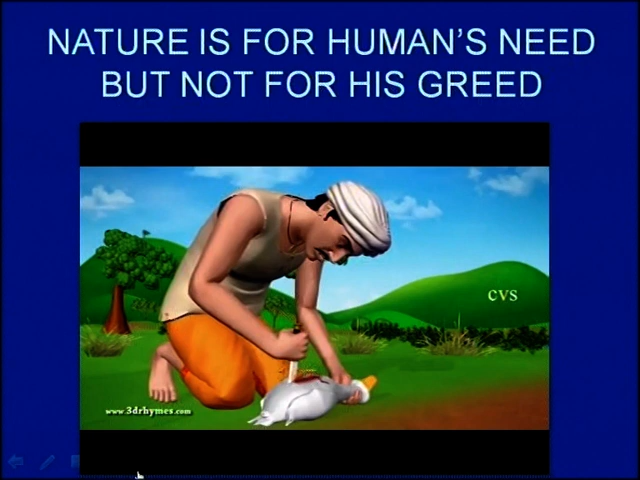 NATURE IS FOR HUMAN'S NEED
BUT NOT FOR HIS GREED
CVS
www.3drhymes.com